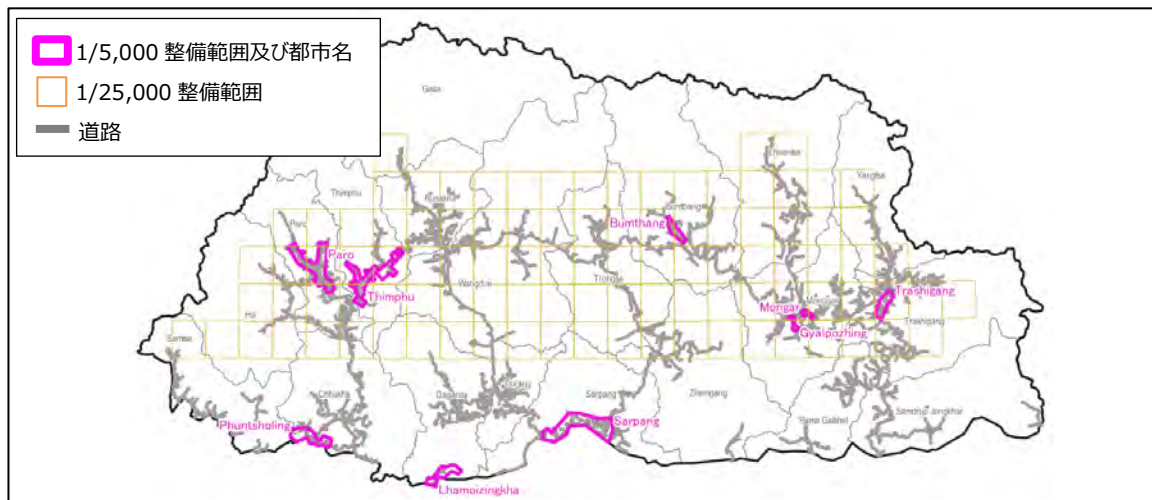 1/5,000 整備範囲及び都市名
1/25,000 整備範囲
道路
Gasa
Thimphu
Punakha
Bumthang
Lhuentse
Yangtse
Paro
Bumthang
Paro
Thimphu
Wangdue
Trongsa
Mongar
Mongar
Trashigang
Trashigang
Gyalpozhing
Ha
Samtse
Chhukha
Dagana
Tsirang
Sarpang
Zhemgang
Pema Gatshel
Samdrup Jongkhar
Phuntsholing
Sarpang
Lhamoizingkha